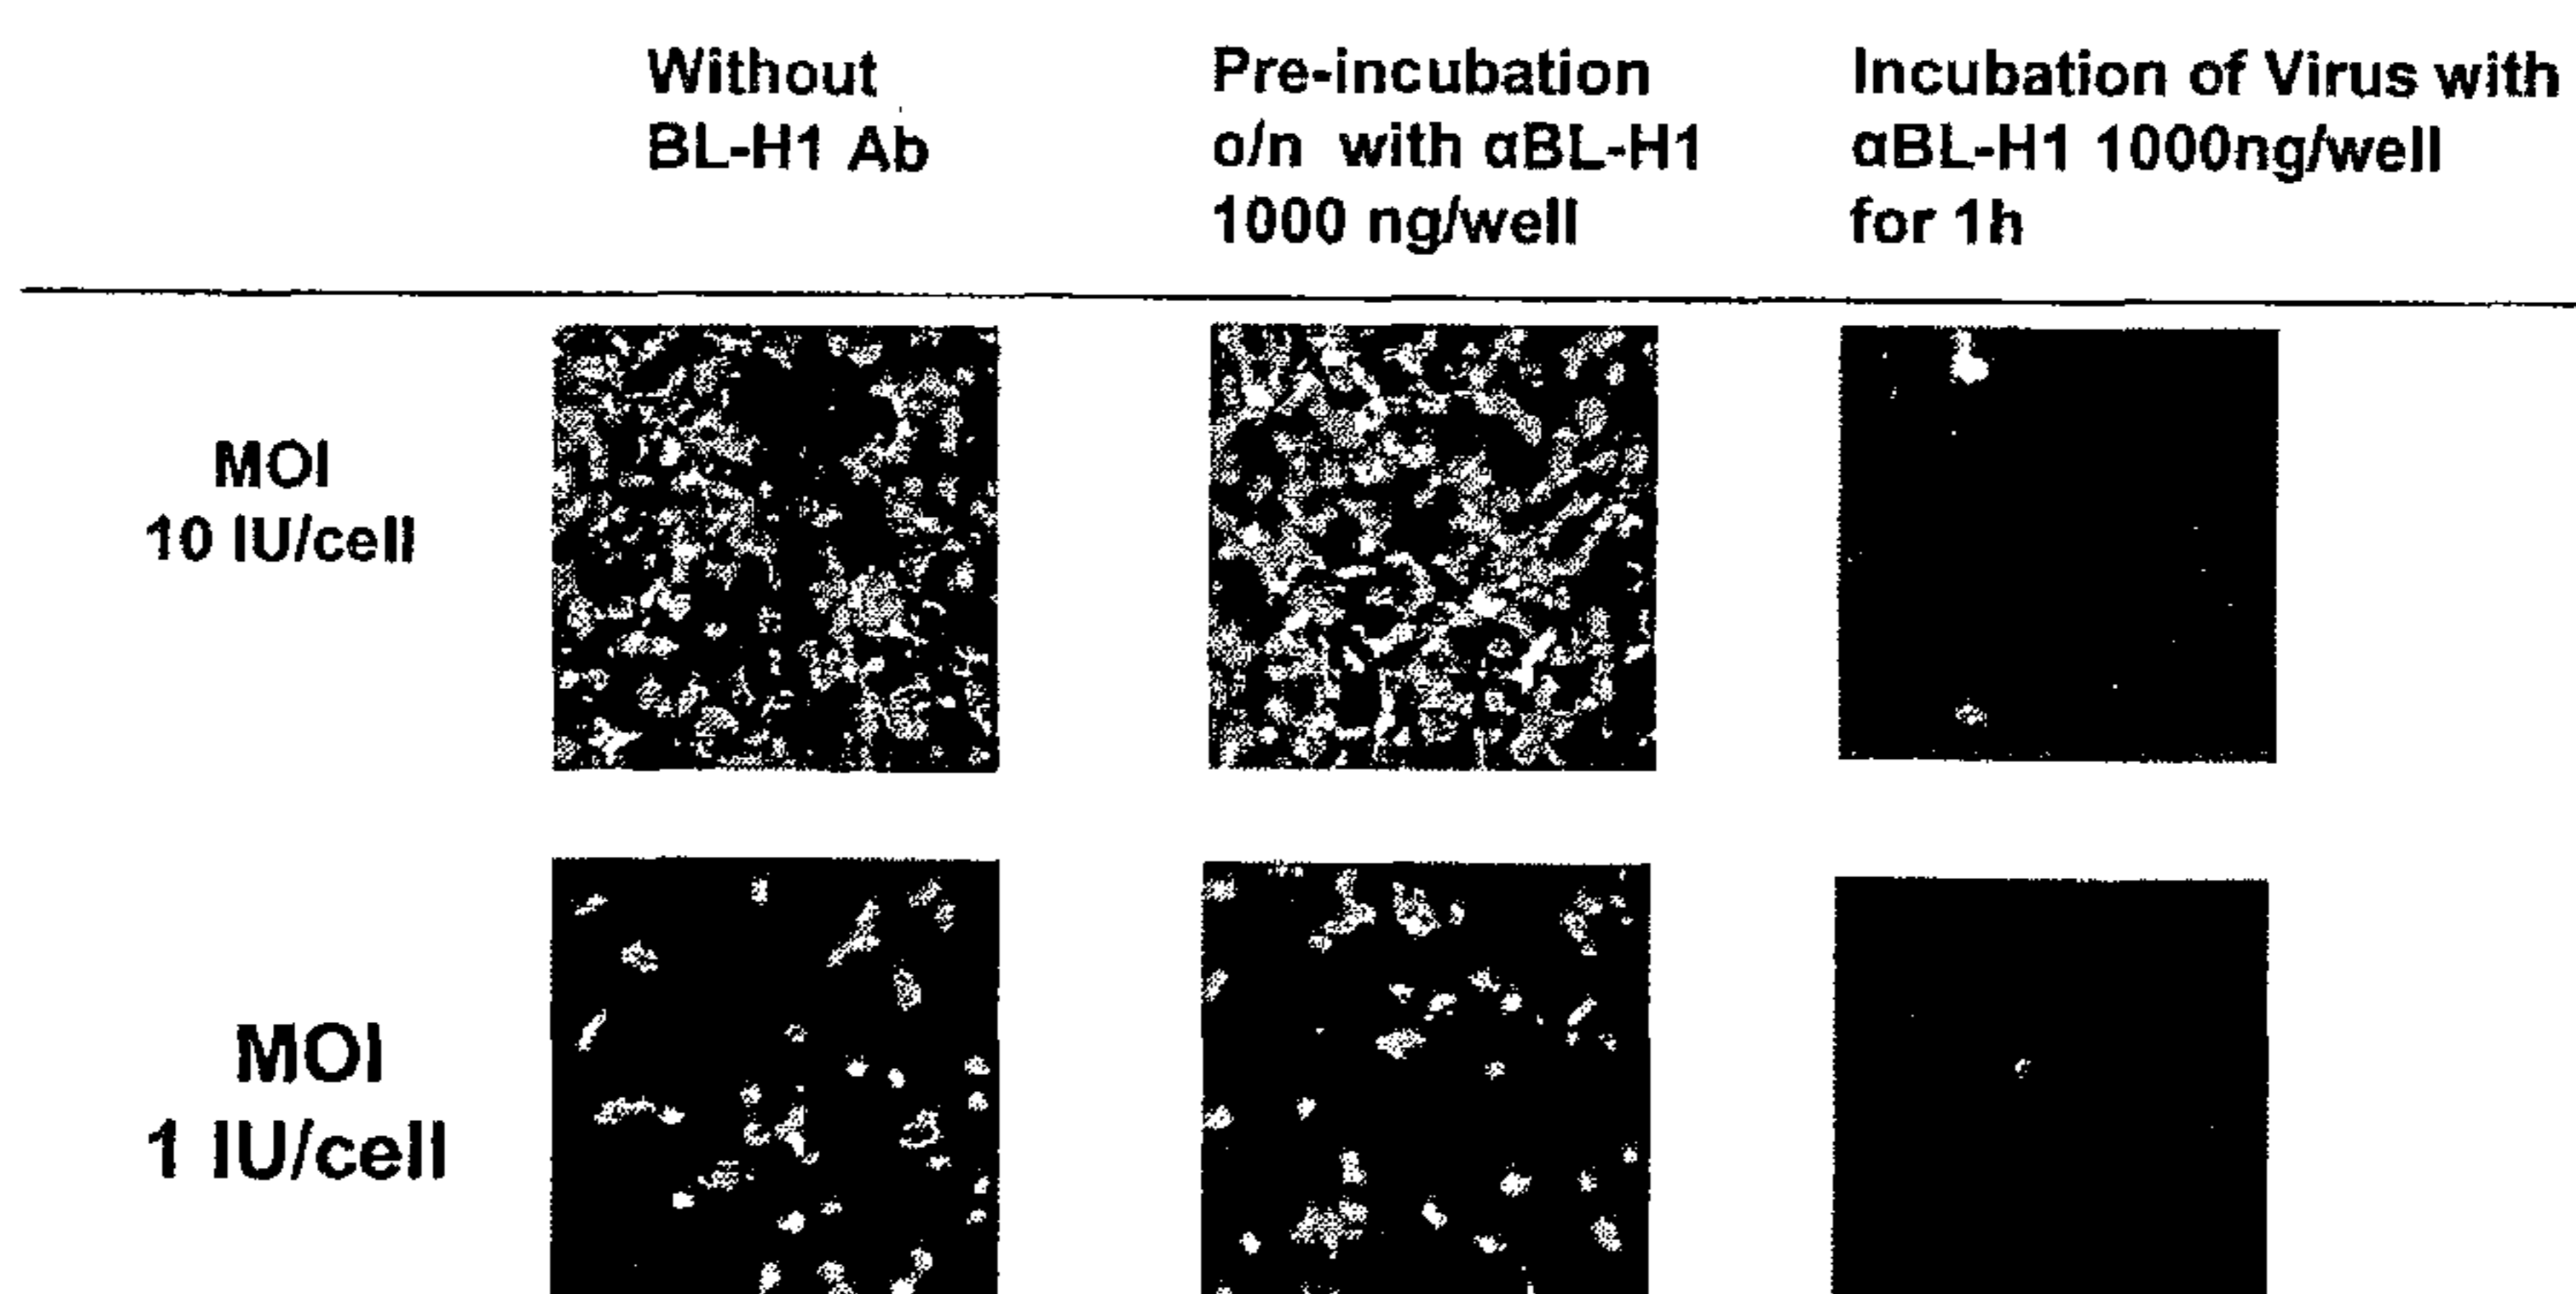 Without
BL-H1 Ab
Pre-incubation
o/n with αBL-H1
1000 ng/well
Incubation of Virus with
αBL-H1 1000ng/well
for 1h
MOI
10 IU/cell
MOI
1 IU/cell